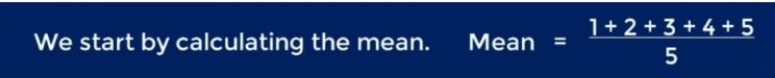 We start by calculating the mean. Mean = 1+2+3+4+5
5